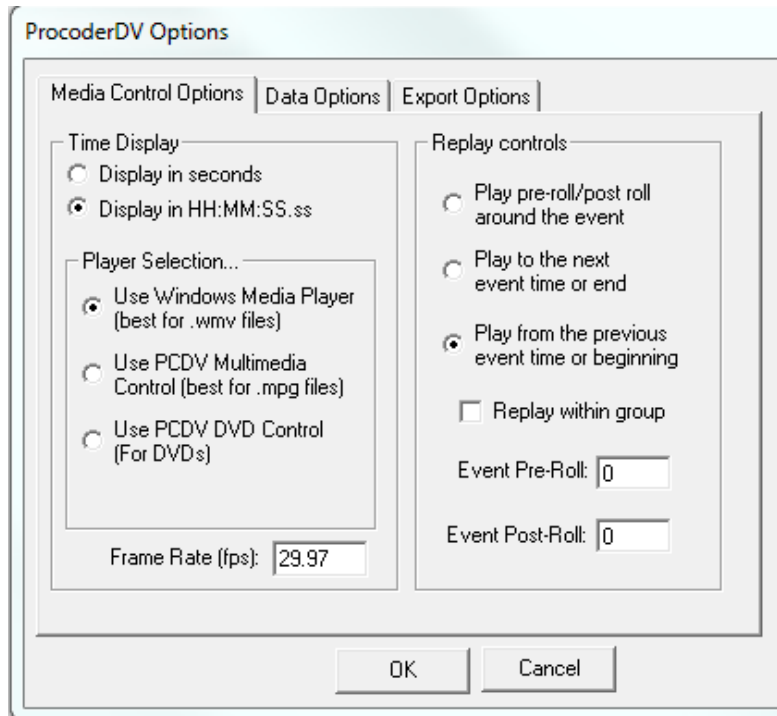 ProcoderDV Options
Media Control Options
Data Options
Export Options
Time Display
Display in seconds
Display in HH:MM:SS.ss
Player Selection...
Use Windows Media Player
(best for .wmv files)
Use PCDV Multimedia
Control (best for .mpg files)
Use PCDV DVD Control
(For DVDs)
Frame Rate (fps): 29.97
Replay controls
Play pre-roll/post roll
around the event
Play to the next
event time or end
Play from the previous
event time or beginning
Replay within group
Event Pre-Roll: 0
Event Post-Roll: 0
OK
Cancel